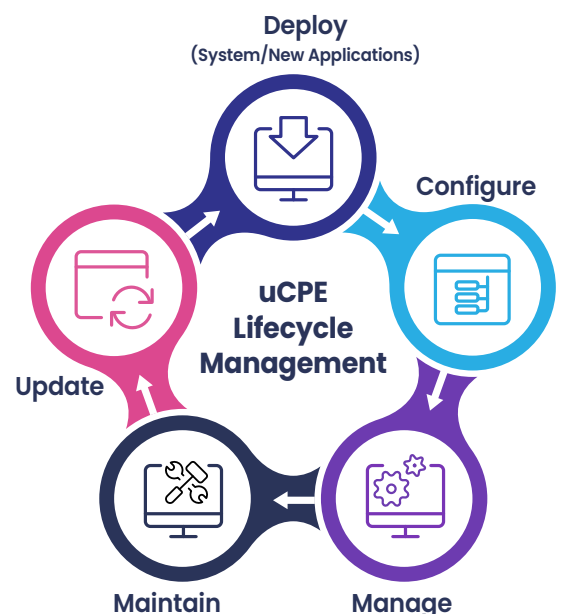 Deploy
(System/New Applications)
Configure
uCPE
Lifecycle
Management
Update
Maintain
Manage